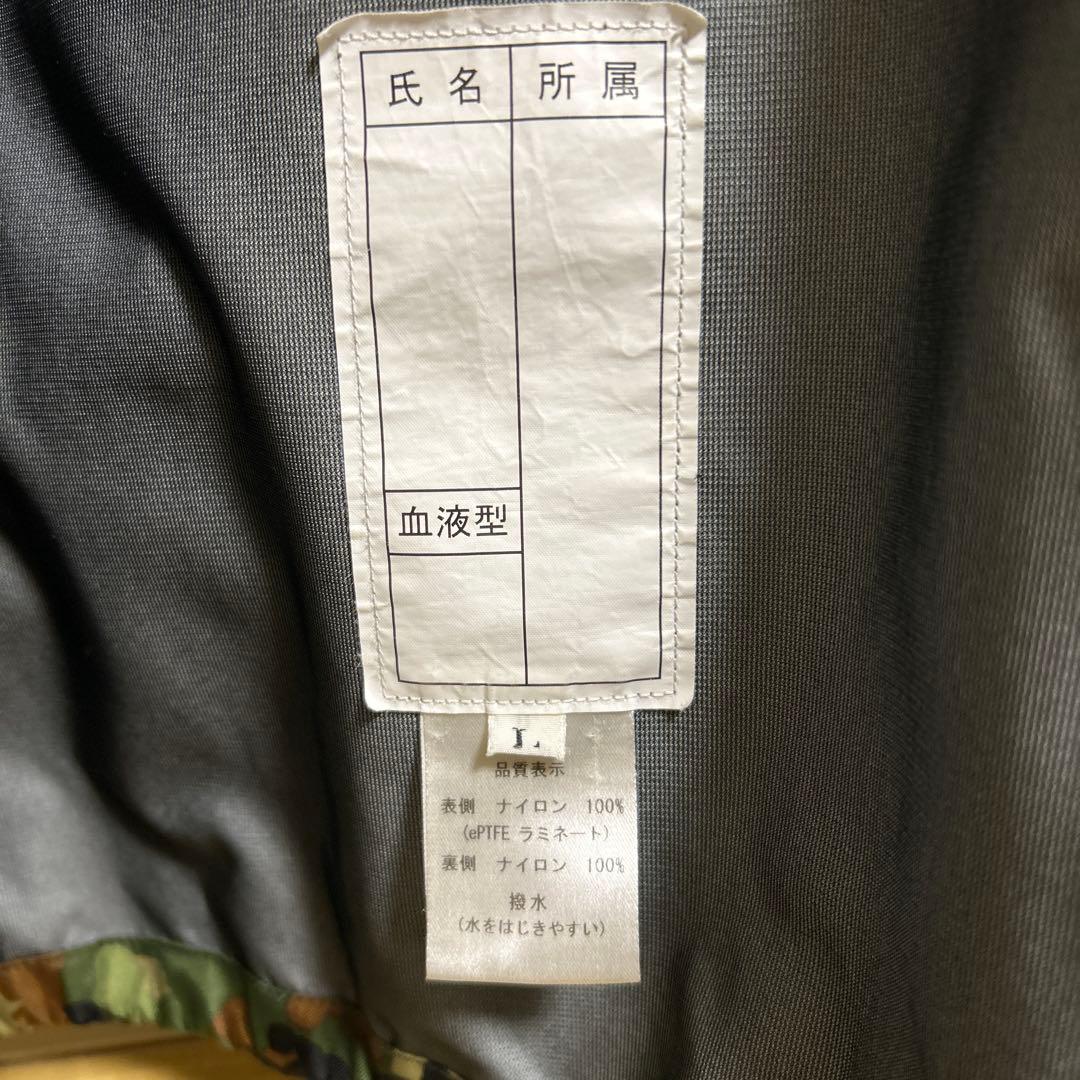 氏名 所属
血液型
L
品質表示
表側 ナイロン 100%
(ePTFE ラミネート)
裏側 ナイロン 100%
撥水
(水をはじきやすい)